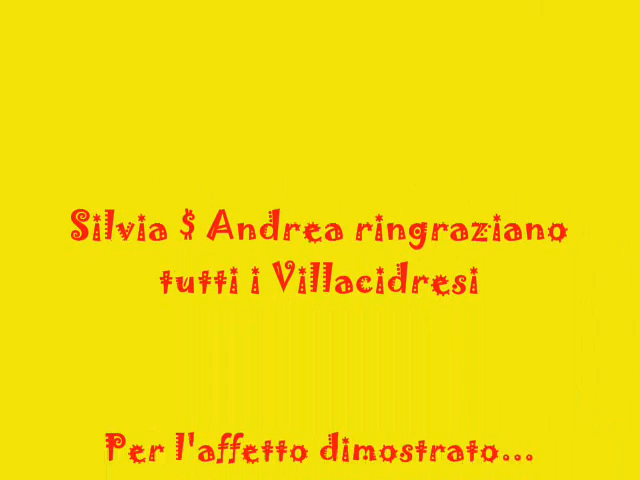 Silvia $ Andrea ringraziano
tutti i Villacidresi
Per l'affetto dimostrato...